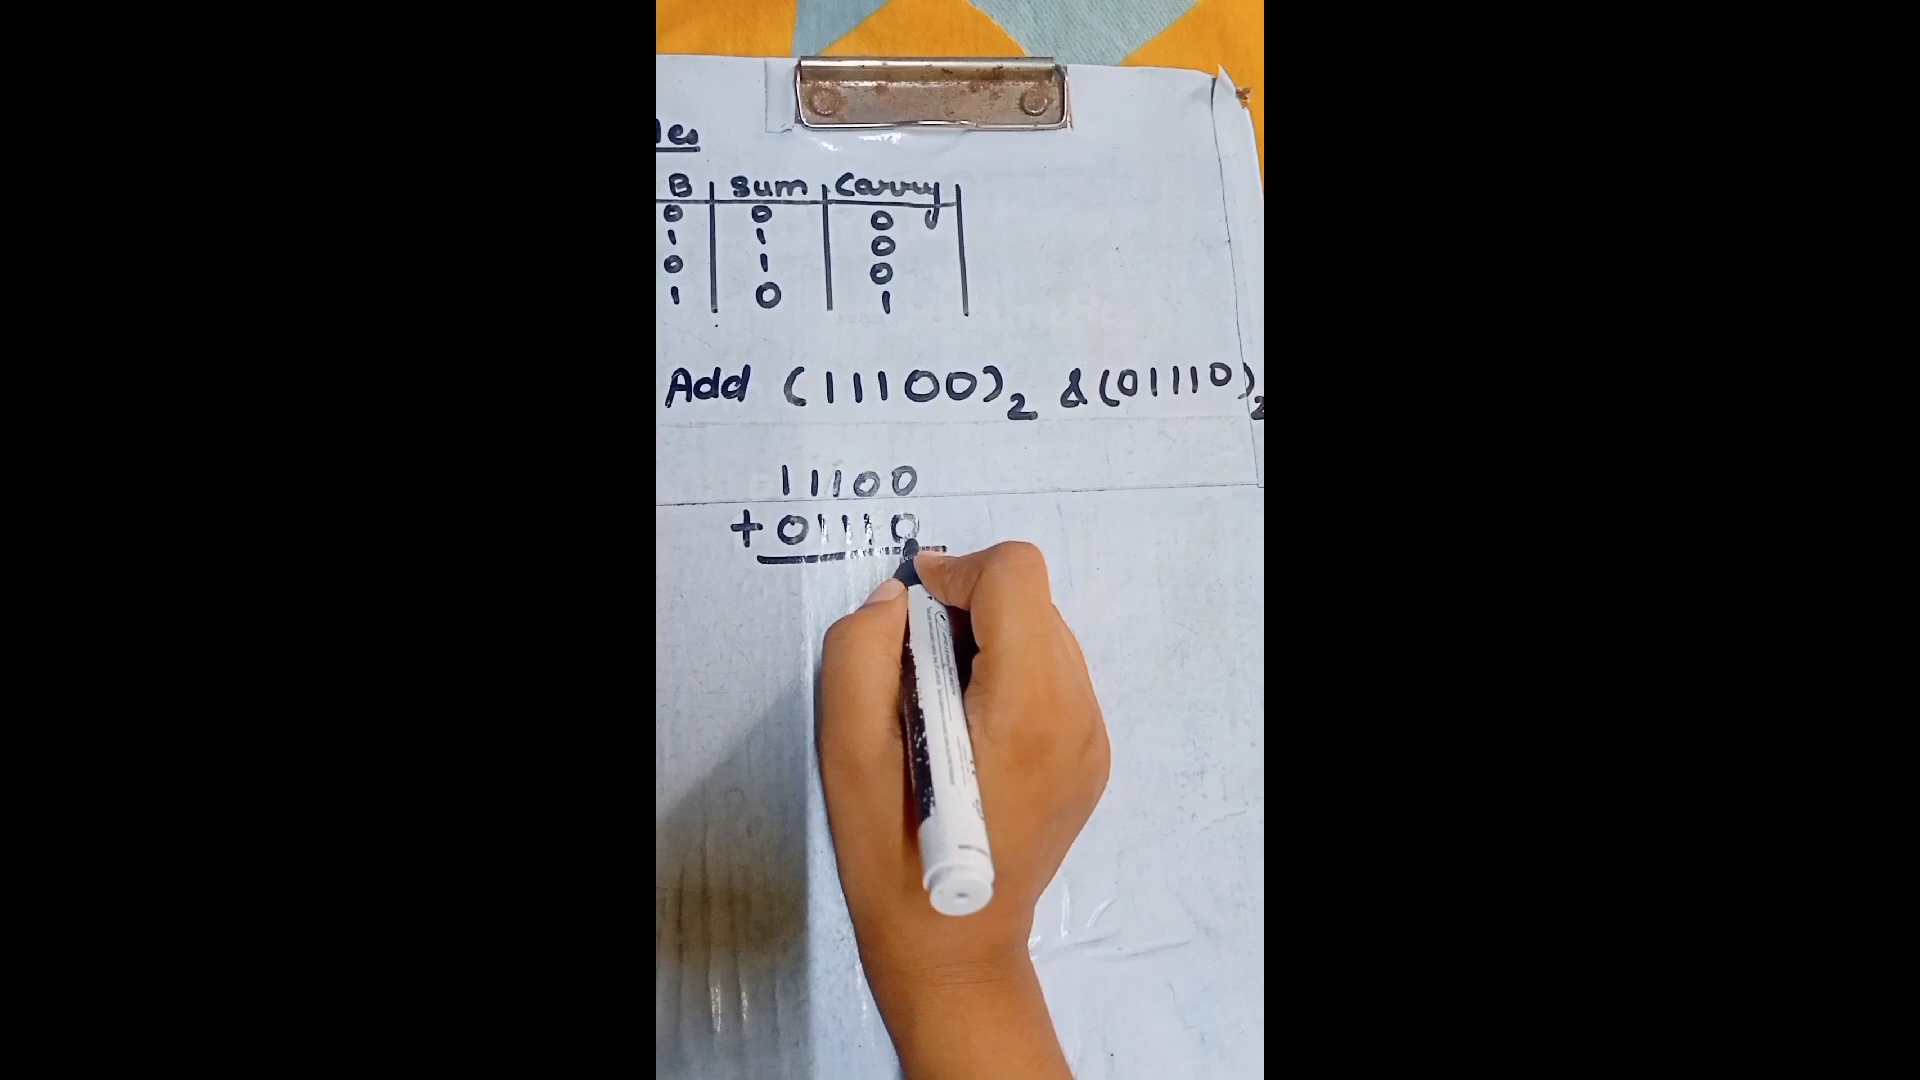 B Sum Carry
0 0 0
1 1 0
0 1 0
1 0 1
Add (11100)2 & (01110)2
11100
+ 01110